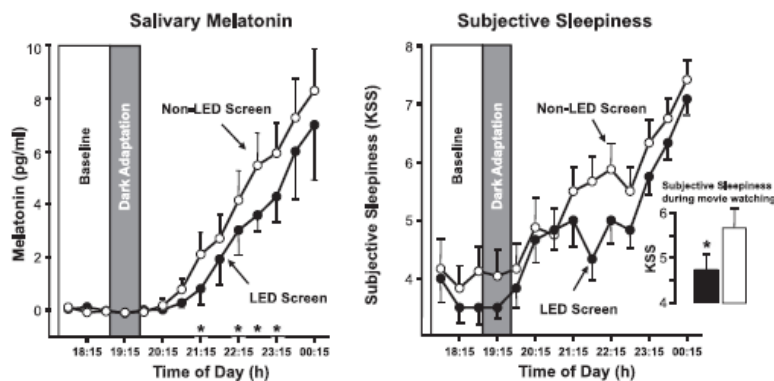 Salivary Melatonin
Melatonin (pg/ml)
10
8
6
4
2
0
Baseline
Dark Adaptation
Non-LED Screen
LED Screen
* * * *
18:15 19:15 20:15 21:15 22:15 23:15 00:15
Time of Day (h)
Subjective Sleepiness
Subjective Sleepiness (KSS)
8
7
6
5
4
Baseline
Dark Adaptation
Non-LED Screen
LED Screen
18:15 19:15 20:15 21:15 22:15 23:15 00:15
Time of Day (h)
Subjective Sleepiness
during movie watching
KSS
6
5
4
*